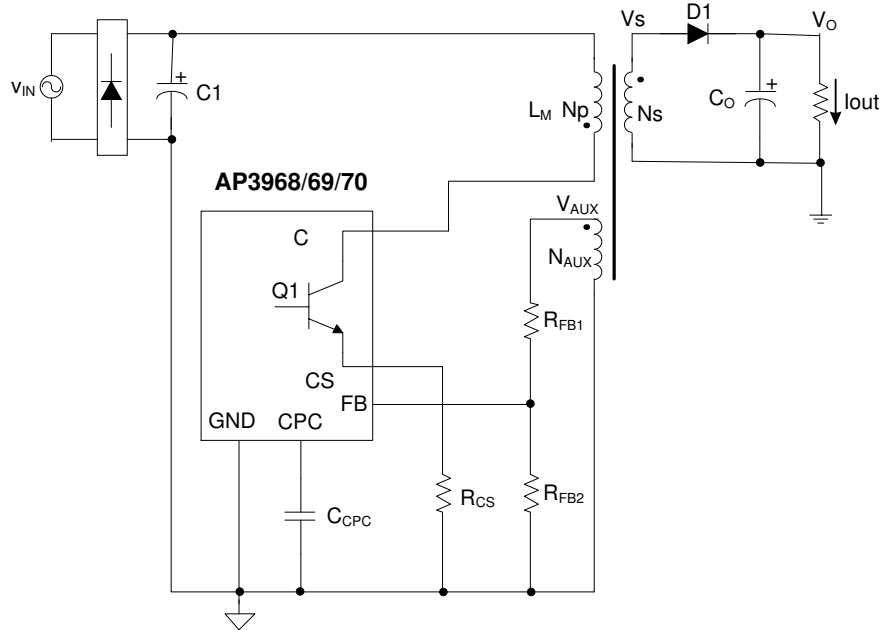 Vs
D1
VO
vIN
+
C1
LM
Np
Ns
CO
+
Iout
AP3968/69/70
VAUX
C
NAUX
Q1
RFB1
CS
FB
GND
CPC
RCS
RFB2
CCPC